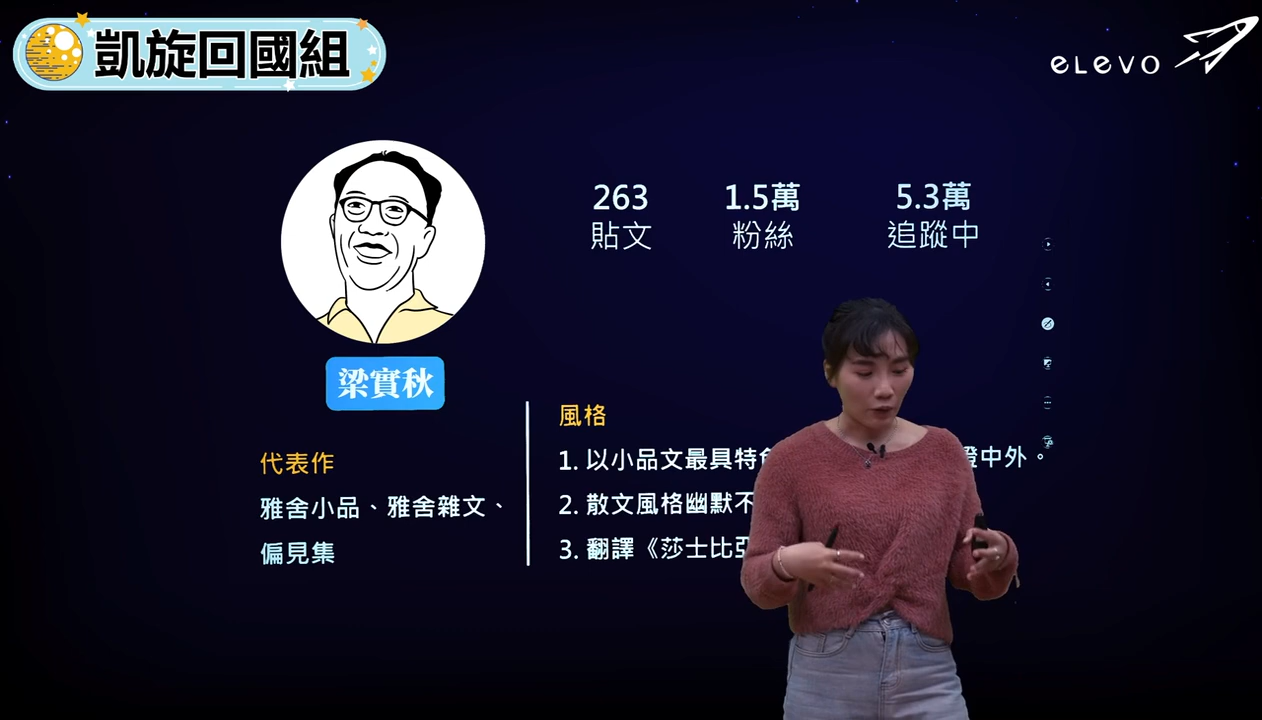 凱旋回國組
eLevo
263
貼文
1.5萬
粉絲
5.3萬
追蹤中
梁實秋
代表作
雅舍小品、雅舍雜文、
偏見集
風格
1. 以小品文最具特 中外。
2. 散文風格幽默不
3. 翻譯《莎士比